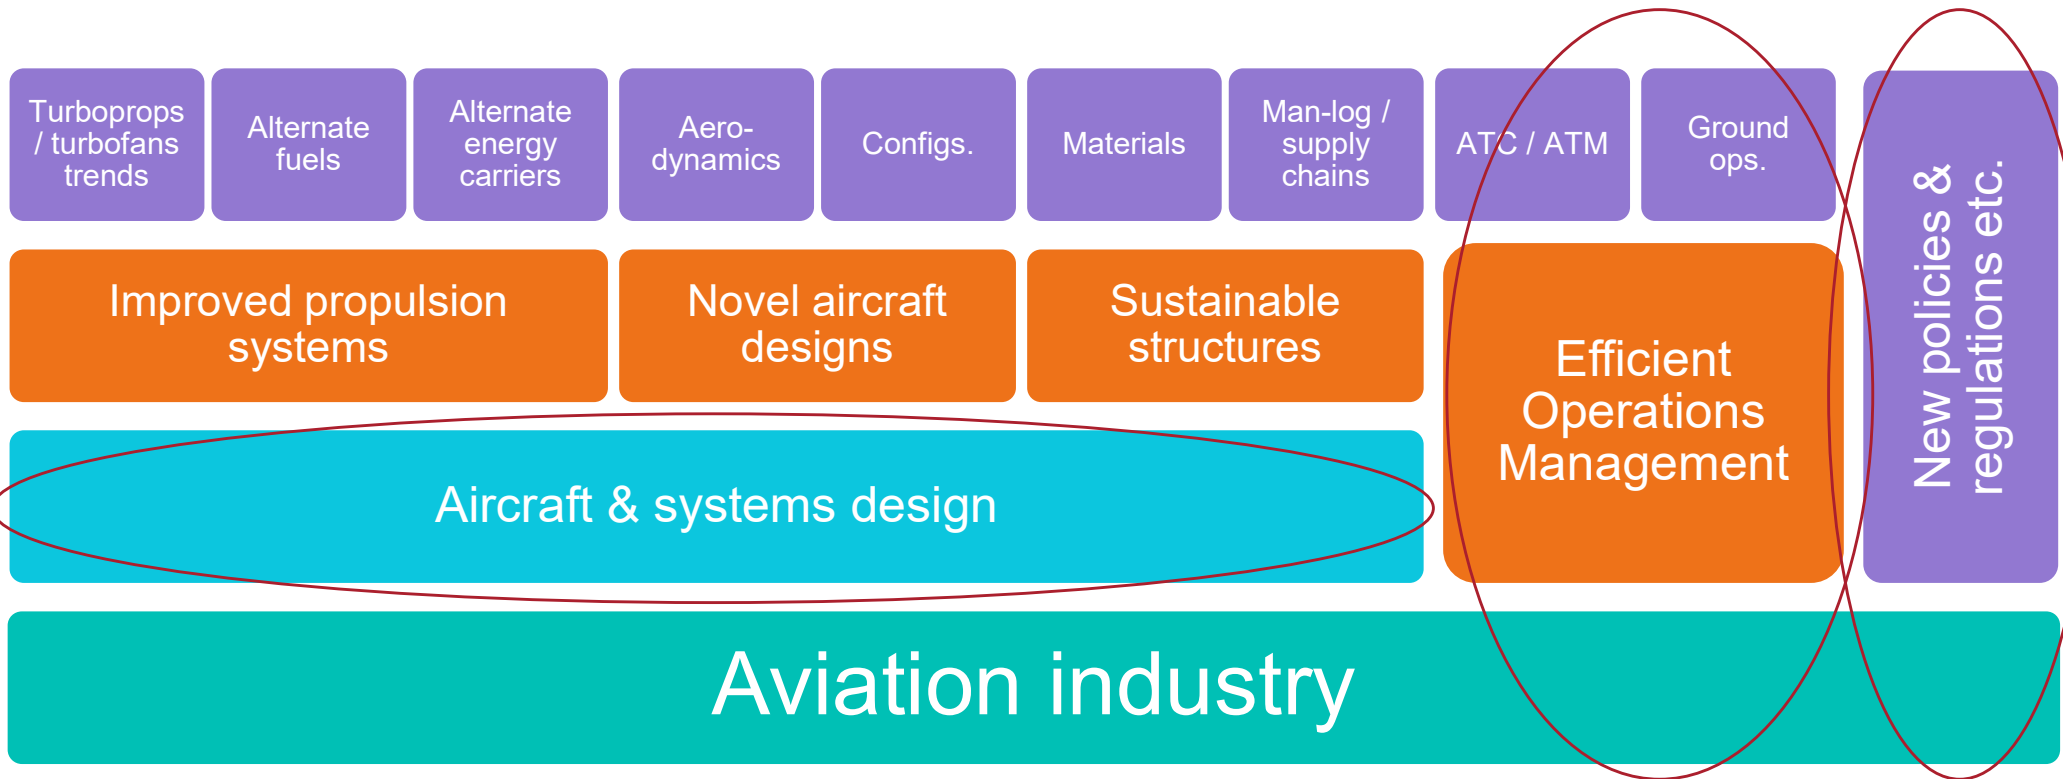 Turboprops
/ turbofans
trends
Alternate
fuels
Alternate
energy
carriers
Aero-
dynamics
Configs.
Materials
Man-log /
supply
chains
ATC / ATM
Ground
ops.
New policies &
regulations etc.
Improved propulsion
systems
Novel aircraft
designs
Sustainable
structures
Efficient
Operations
Management
Aircraft & systems design
Aviation industry